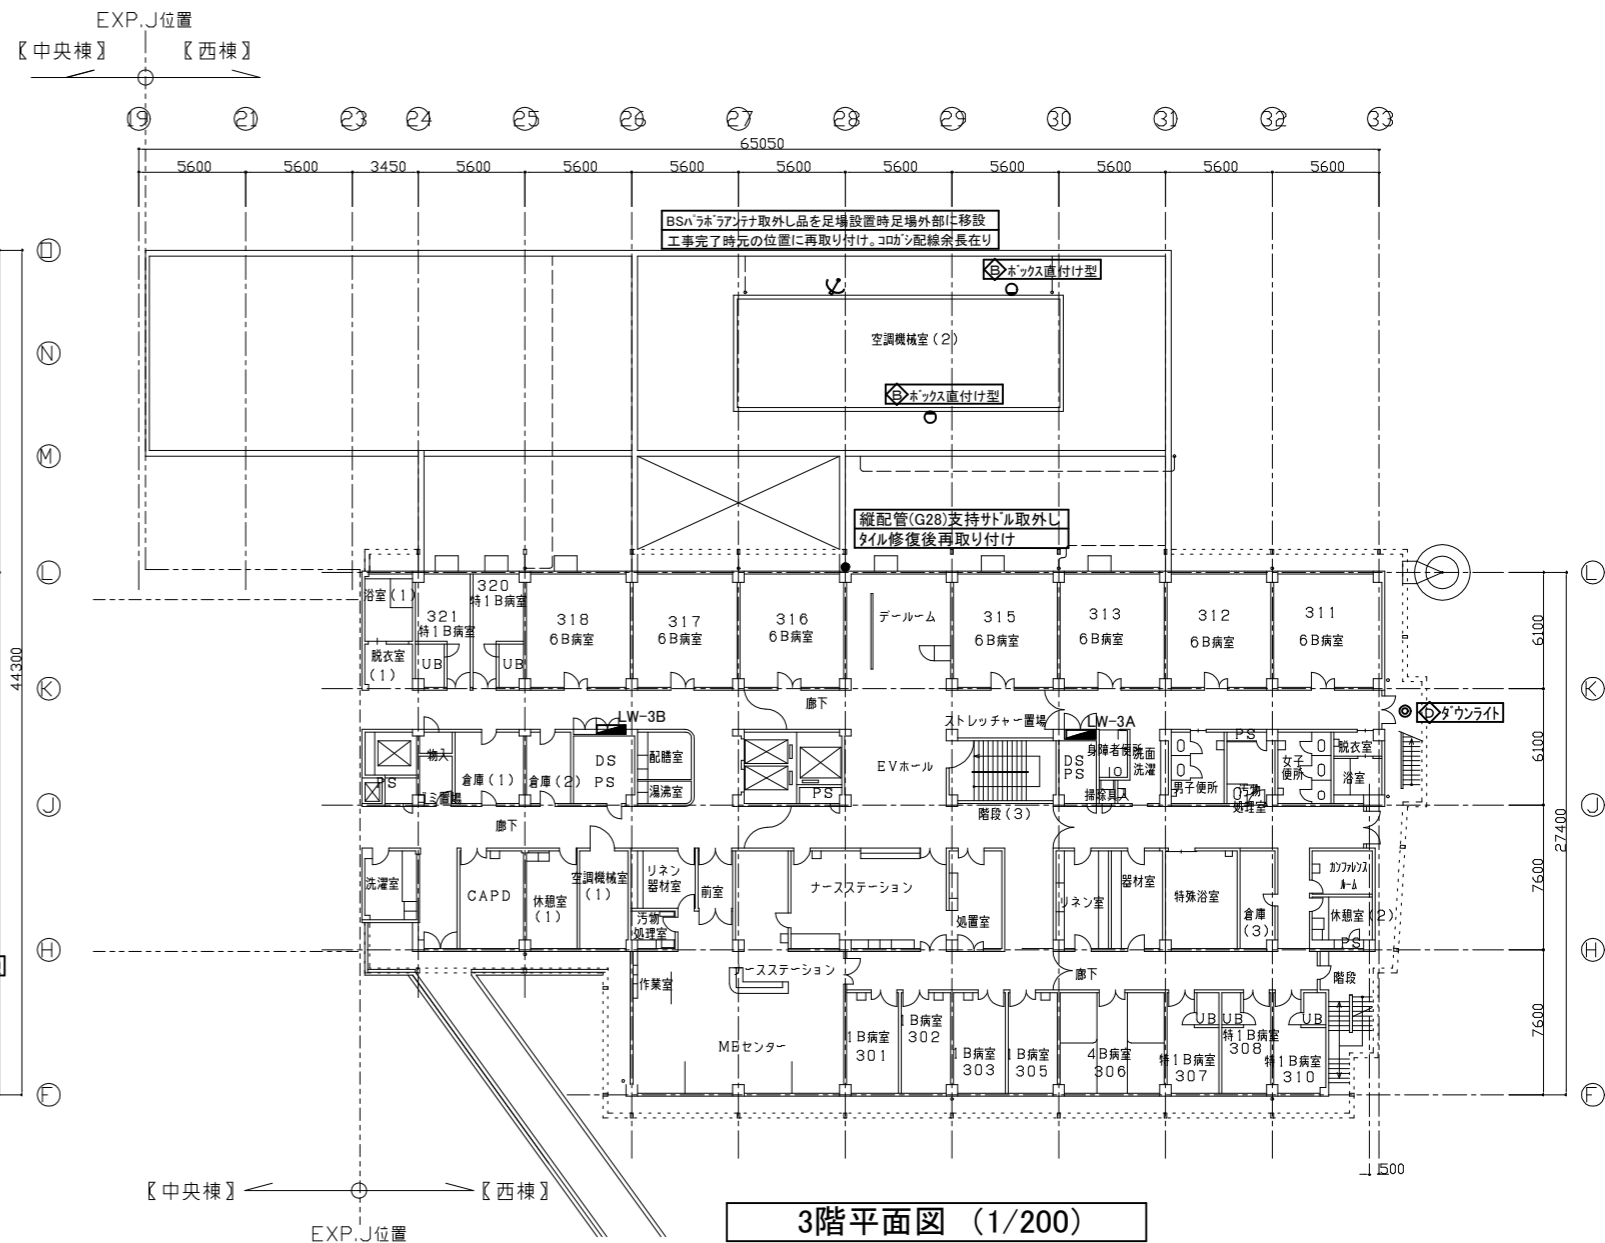 EXP.J位置
〖中央棟〗 〖西棟〗
19 21 23 24 25 26 27 28 29 30 31 32 33
65050
5600 5600 3450 5600 5600 5600 5600 5600 5600 5600 5600 5600
BSパラボラアンテナ取外し品を足場設置時足場外部に移設
工事完了時元の位置に再取り付け。コロガシ配線余長在り
O
Bボックス直付け型
N
空調機械室(2)
Bボックス直付け型
M
縦配管(G28)支持サドル取外し
タイル修復後再取り付け
L
L
浴室(1)
脱衣室
(1)
321
特1B病室
UB
320
特1B病室
UB
318
6B病室
317
6B病室
316
6B病室
デールーム
315
6B病室
313
6B病室
312
6B病室
311
6B病室
6100
44300
K
K
廊下
LW-3B
ストレッチャー置場
LW-3A
Dダウンライト
PS
物入
ゴミ置場
倉庫(1)
倉庫(2)
DS
PS
配膳室
湯沸室
PS
EVホール
階段(3)
DS
PS
身障者便所
洗面
洗濯
掃除具入
男子便所
PS
汚物
処理室
女子
便所
脱衣室
浴室
6100
J
J
廊下
27400
洗濯室
CAPD
休憩室
(1)
空調機械室
(1)
リネン
器材室
汚物
処理室
前室
ナースステーション
処置室
リネン室
器材室
特殊浴室
倉庫
(3)
カンファレンス
ルーム
休憩室(2)
PS
7600
H
H
作業室
ナースステーション
廊下
階段
MEセンター
1B病室
301
1B病室
302
1B病室
303
1B病室
305
4B病室
306
UB
特1B病室
307
UB
特1B病室
308
UB
特1B病室
310
7600
F
F
500
〖中央棟〗 〖西棟〗
EXP.J位置
3階平面図 (1/200)